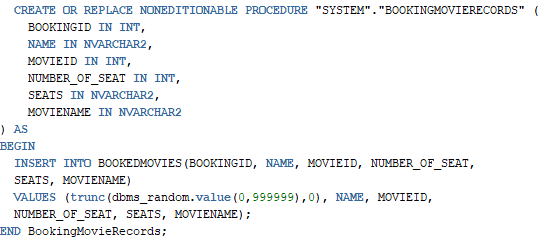 CREATE OR REPLACE NONEDITIONABLE PROCEDURE "SYSTEM"."BOOKINGMOVIERECORDS" (
BOOKINGID IN INT,
NAME IN NVARCHAR2,
MOVIEID IN INT,
NUMBER_OF_SEAT IN INT,
SEATS IN NVARCHAR2,
MOVIENAME IN NVARCHAR2
) AS
BEGIN
INSERT INTO BOOKEDMOVIES(BOOKINGID, NAME, MOVIEID, NUMBER_OF_SEAT,
SEATS, MOVIENAME)
VALUES (trunc(dbms_random.value(0,999999),0), NAME, MOVIEID,
NUMBER_OF_SEAT, SEATS, MOVIENAME);
END BookingMovieRecords;